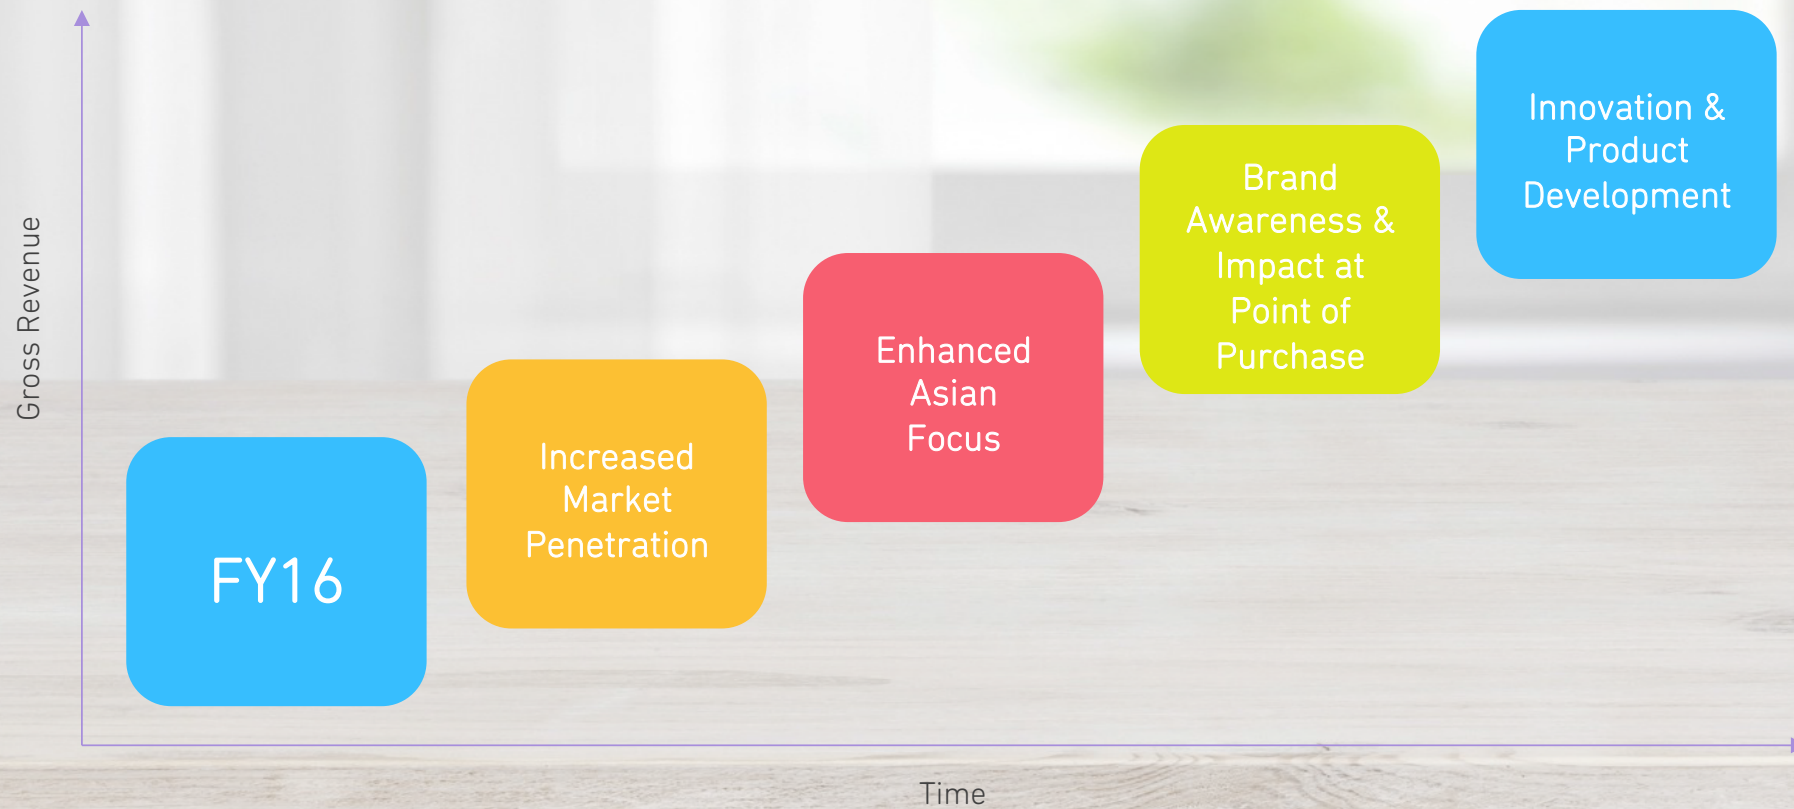 Gross Revenue
FY16
Increased
Market
Penetration
Enhanced
Asian
Focus
Brand
Awareness &
Impact at
Point of
Purchase
Innovation &
Product
Development
Time